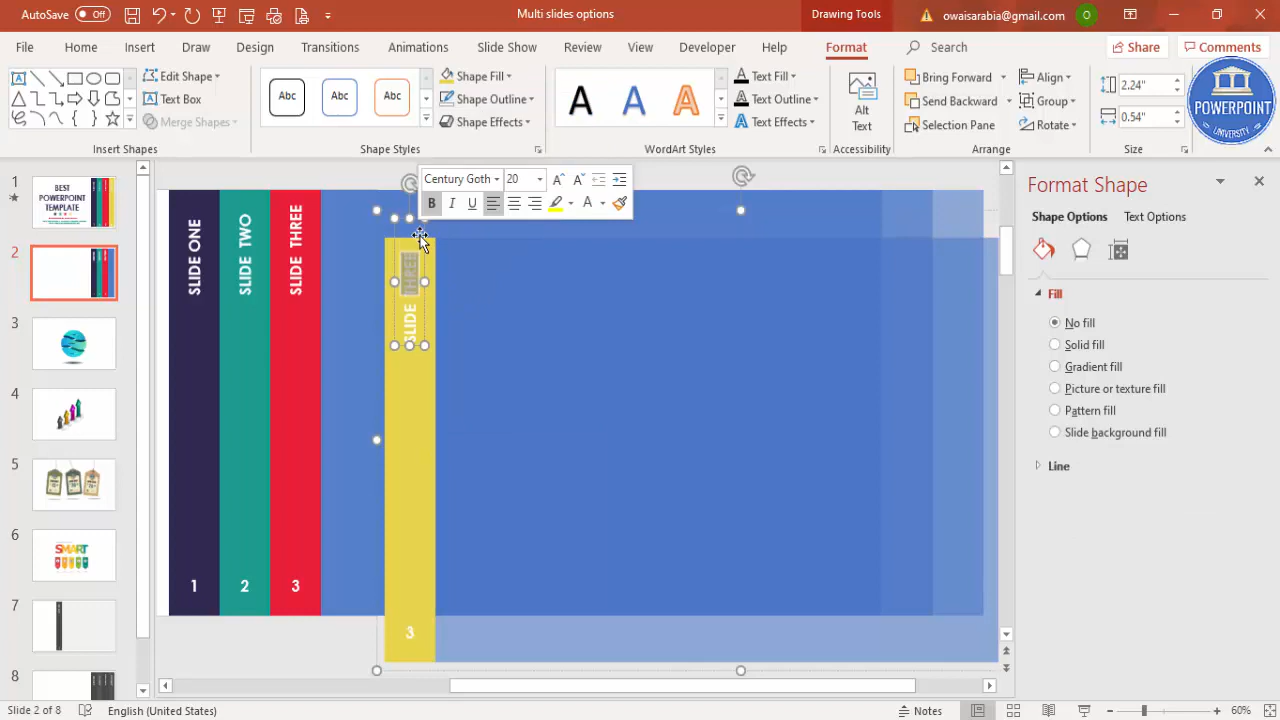 AutoSave Off
Multi slides options
Drawing Tools
owaisarabia@gmail.com
O
File Home Insert Draw Design Transitions Animations Slide Show Review View Developer Help Format Search
Share
Comments
Edit Shape
Text Box
Merge Shapes
Insert Shapes
Abc Abc Abc
Shape Fill
Shape Outline
Shape Effects
Shape Styles
A A A
Text Fill
Text Outline
Text Effects
WordArt Styles
Alt
Text
Accessibility
Bring Forward
Send Backward
Selection Pane
Align
Group
Rotate
Arrange
2.24"
0.54"
Size
POWERPOINT
UNIVERSITY
Century Goth 20
B I U
1
BEST
POWERPOINT
TEMPLATE
2
3
4
5
6
SMART
7
8
SLIDE ONE
1
SLIDE TWO
2
SLIDE THREE
3
SLIDE THREE
3
Format Shape
Shape Options Text Options
Fill
No fill
Solid fill
Gradient fill
Picture or texture fill
Pattern fill
Slide background fill
Line
Slide 2 of 8
English (United States)
Notes
60%